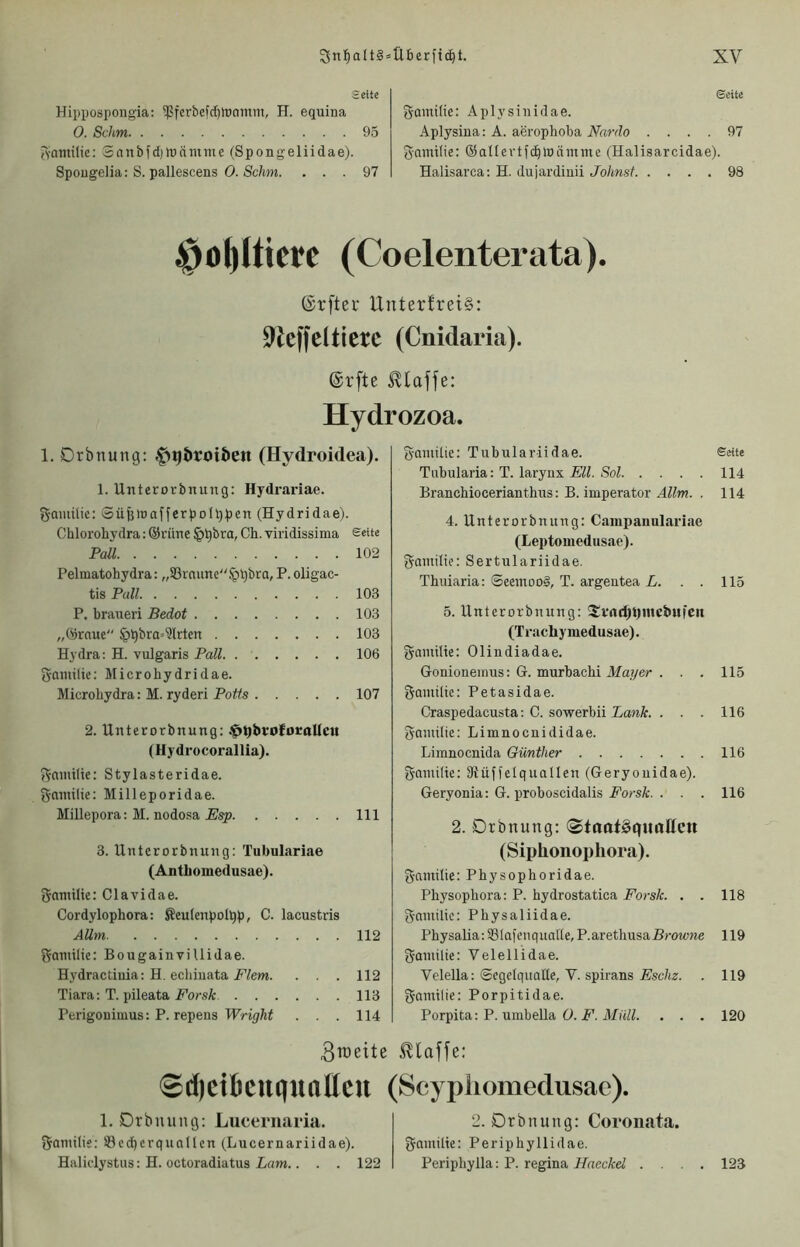 Inhalts=Übersicht. XV
Seite
Hippospongia: Pferdeschwamm, H. equina
O. Schm. . . . . . . . . . . . 95
Familie: Sandschwämme (Spongeliidae).
Spongelia: S. pallescens O. Schm. . . . 97
Seite
Familie: Aplysinidae.
Aplysina: A. aërophoba Nardo . . . . 97
Familie: Gallertschwämme (Halisarcidae).
Halisarca: H. dujardinii Johnst. . . . . 98
Hohltiere (Coelenterata).
Erster Unterkreis:
Nesseltiere (Cnidaria).
Erste Klasse:
Hydrozoa.
1. Ordnung: Hydroiden (Hydroidea).
1. Unterordnung: Hydrariae.
Familie: Süßwasserpolypen (Hydridae).
Chlorohydra: Grüne Hydra, Ch. viridissima Seite
Pall. . . . . . . . . . . . . 102
Pelmatohydra: „Braune" Hydra, P. oligac-
tis Pall. . . . . . . . . . . . 103
P. braueri Bedot . . . . . . . . 103
„Graue" Hydra=Arten . . . . . . . 103
Hydra: H. vulgaris Pall. . . . . . . 106
Familie: Microhydridae.
Microhydra: M. ryderi Potts . . . . . 107
2. Unterordnung: Hydrokorallen
(Hydrocorallia).
Familie: Stylasteridae.
Familie: Milleporidae.
Millepora: M. nodosa Esp. . . . . . 111
3. Unterordnung: Tubulariae
(Anthomedusae).
Familie: Clavidae.
Cordylophora: Keulenpolyp, C. lacustris
Allm. . . . . . . . . . . . . 112
Familie: Bougainvillidae.
Hydractinia: H. echinata Flem. . . . 112
Tiara: T. pileata Forsk. . . . . . . 113
Perigonimus: P. repens Wright . . . 114
Familie: Tubulariidae. Seite
Tubularia: T. larynx Ell. Sol. . . . . 114
Branchiocerianthus: B. imperator Allm. . 114
4. Unterordnung: Campanulariae
(Leptomedusae).
Familie: Sertulariidae.
Thuiaria: Seemoos, T. argentea L. . . 115
5. Unterordnung: Trachymedusen
(Trachymedusae).
Familie: Olindiadae.
Gonionemus: G. murbachi Mayer . . . 115
Familie: Petasidae.
Craspedacusta: C. sowerbii Lank. . . . 116
Familie: Limnocnididae.
Limnocnida Günther . . . . . . . 116
Familie: Rüsselquallen (Geryonidae).
Geryonia: G. proboscidalis Forsk. . . . 116
2. Ordnung: Staatsquallen
(Siphonophora).
Familie: Physophoridae.
Physophora: P. hydrostatica Forsk. . . 118
Familie: Physaliidae.
Physalia: Blasenqualle, P. arethusa Browne 119
Familie: Velellidae.
Velella: Segelqualle, V. spirans Eschz. . 119
Familie: Porpitidae.
Porpita: P. umbella O. F. Müll. . . . 120
Zweite Klasse:
Scheibenquallen (Scyphomedusae).
1. Ordnung: Lucernaria.
Familie: Becherquallen (Lucernariidae).
Haliclystus: H. octoradiatus Lam. . . . 122
2. Ordnung: Coronata.
Familie: Periphyllidae.
Periphylla: P. regina Haeckel . . . . 123